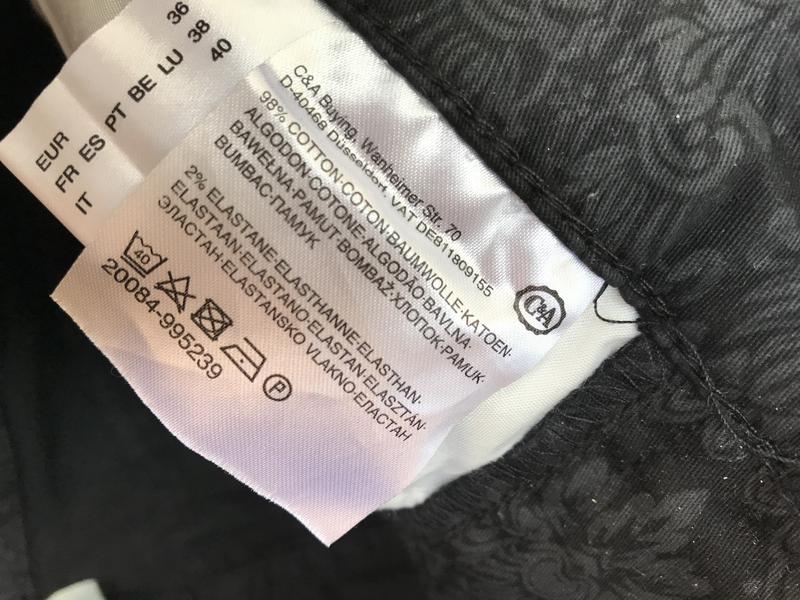 EUR 36
FR ES PT BE LU 38
IT 40
C&A Buying, Wanheimer Str. 70
D-40468 Düsseldorf, VAT DE811809155
98% COTTON·COTON·BAUMWOLLE·KATOEN·
ALGODON·COTONE·ALGODÃO·BAVLNA·
BAWEŁNA·PAMUT·BOMBAŽ·ХЛОПОК·PAMUK·
BUMBAC·ПАМУК
2% ELASTANE·ELASTHANNE·ELASTHAN·
ELASTAAN·ELASTANO·ELASTAN·ELASZTÁN·
ЭЛАСТАН·ELASTANSKO VLAKNO·ЕЛАСТАН
40
P
20084-995239
C&A